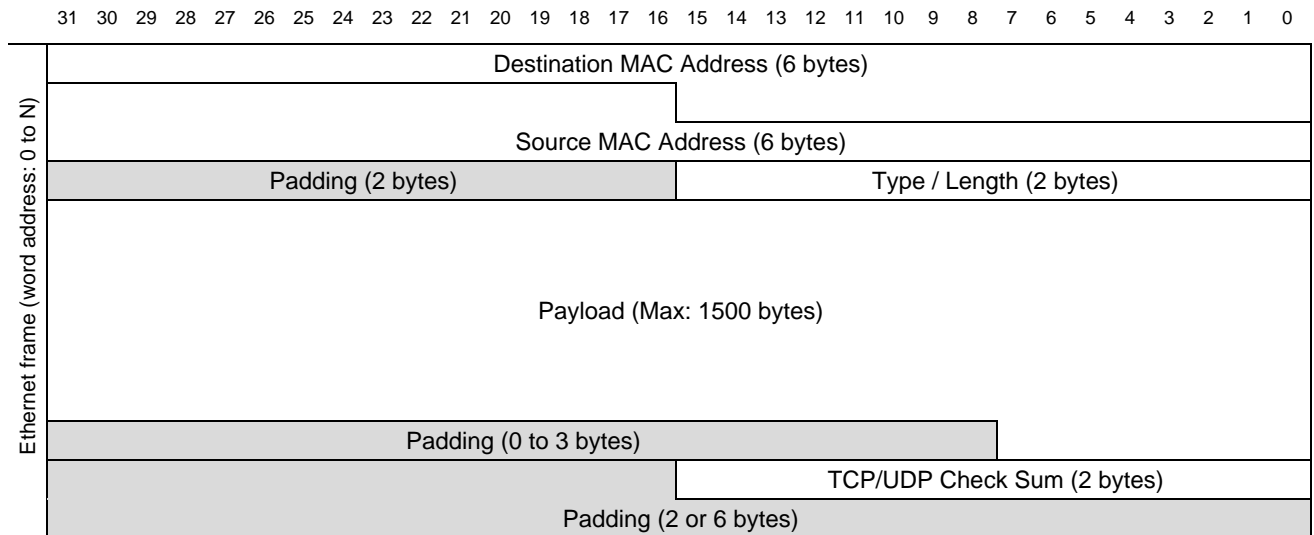 31 30 29 28 27 26 25 24 23 22 21 20 19 18 17 16 15 14 13 12 11 10 9 8 7 6 5 4 3 2 1 0
Ethernet frame (word address: 0 to N)
Destination MAC Address (6 bytes)
Source MAC Address (6 bytes)
Padding (2 bytes) Type / Length (2 bytes)
Payload (Max: 1500 bytes)
Padding (0 to 3 bytes)
TCP/UDP Check Sum (2 bytes)
Padding (2 or 6 bytes)